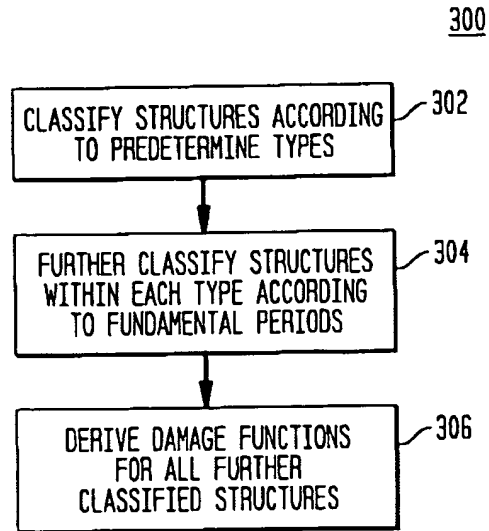 300
CLASSIFY STRUCTURES ACCORDING
TO PREDETERMINE TYPES
302
FURTHER CLASSIFY STRUCTURES
WITHIN EACH TYPE ACCORDING
TO FUNDAMENTAL PERIODS
304
DERIVE DAMAGE FUNCTIONS
FOR ALL FURTHER
CLASSIFIED STRUCTURES
306